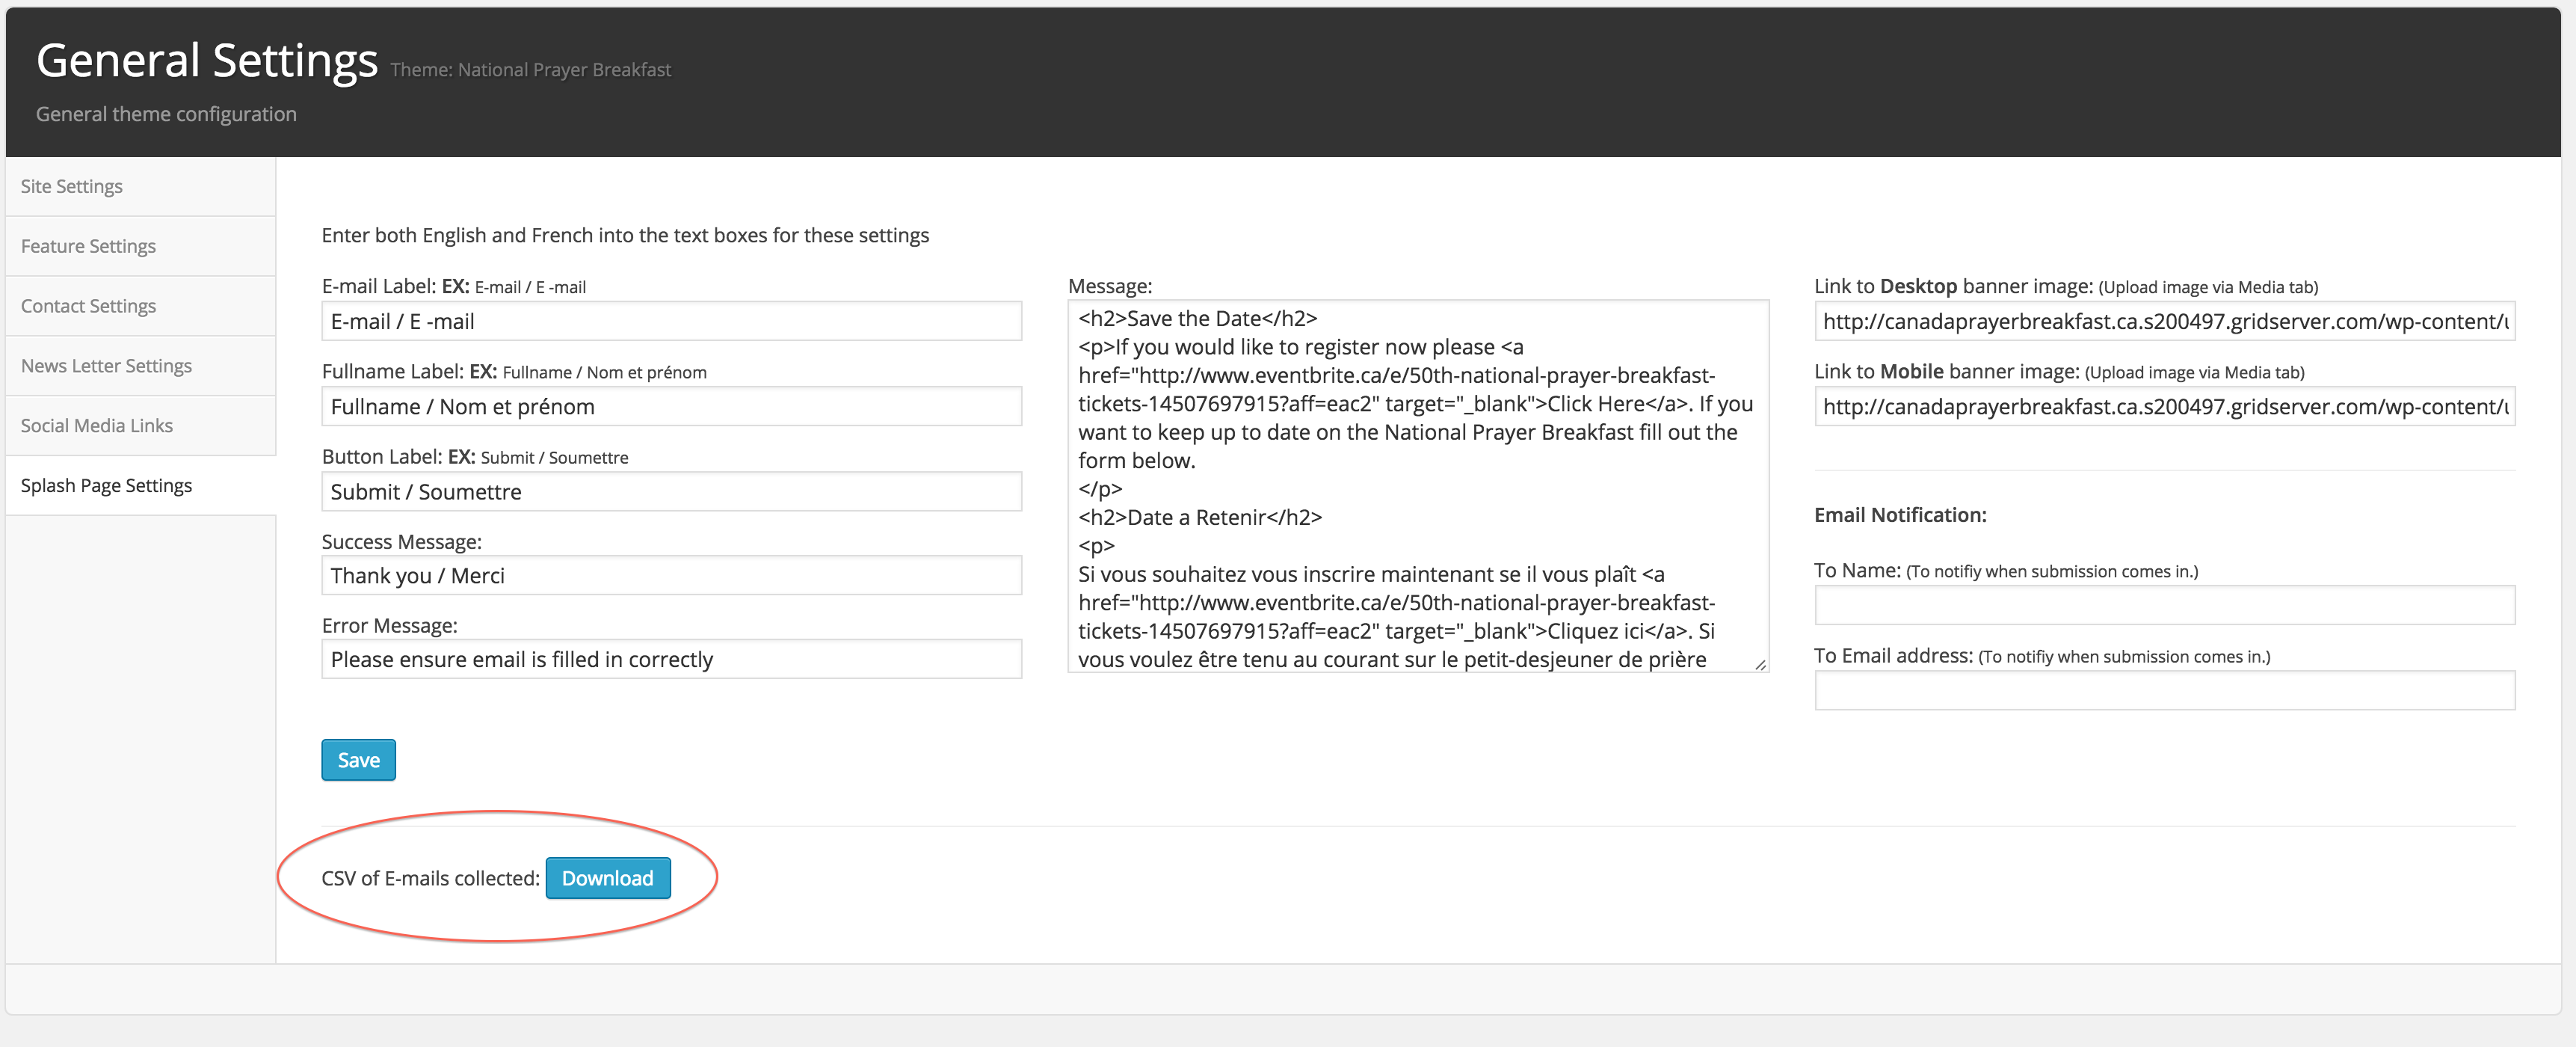 General Settings Theme: National Prayer Breakfast
General theme configuration
Site Settings
Feature Settings
Contact Settings
News Letter Settings
Social Media Links
Splash Page Settings
Enter both English and French into the text boxes for these settings
E-mail Label: EX: E-mail / E -mail
E-mail / E -mail
Fullname Label: EX: Fullname / Nom et prénom
Fullname / Nom et prénom
Button Label: EX: Submit / Soumettre
Submit / Soumettre
Success Message:
Thank you / Merci
Error Message:
Please ensure email is filled in correctly
Message:
<h2>Save the Date</h2>
<p>If you would like to register now please <a
href="http://www.eventbrite.ca/e/50th-national-prayer-breakfast-
tickets-14507697915?aff=eac2" target="_blank">Click Here</a>. If you
want to keep up to date on the National Prayer Breakfast fill out the
form below.
</p>
<h2>Date a Retenir</h2>
<p>
Si vous souhaitez vous inscrire maintenant se il vous plaît <a
href="http://www.eventbrite.ca/e/50th-national-prayer-breakfast-
tickets-14507697915?aff=eac2" target="_blank">Cliquez ici</a>. Si
vous voulez être tenu au courant sur le petit-desjeuner de prière
Link to Desktop banner image: (Upload image via Media tab)
http://canadaprayerbreakfast.ca.s200497.gridserver.com/wp-content/u
Link to Mobile banner image: (Upload image via Media tab)
http://canadaprayerbreakfast.ca.s200497.gridserver.com/wp-content/u
Email Notification:
To Name: (To notifiy when submission comes in.)
To Email address: (To notifiy when submission comes in.)
Save
CSV of E-mails collected: Download